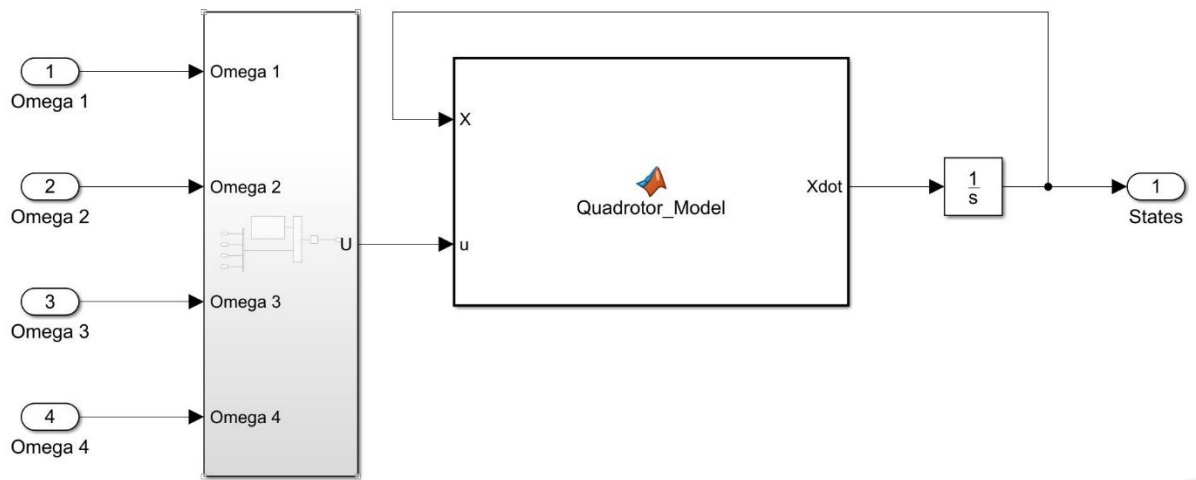 1
Omega 1
Omega 1
2
Omega 2
Omega 2
3
Omega 3
Omega 3
4
Omega 4
Omega 4
U
X
u
Quadrotor_Model
Xdot
1
s
1
States